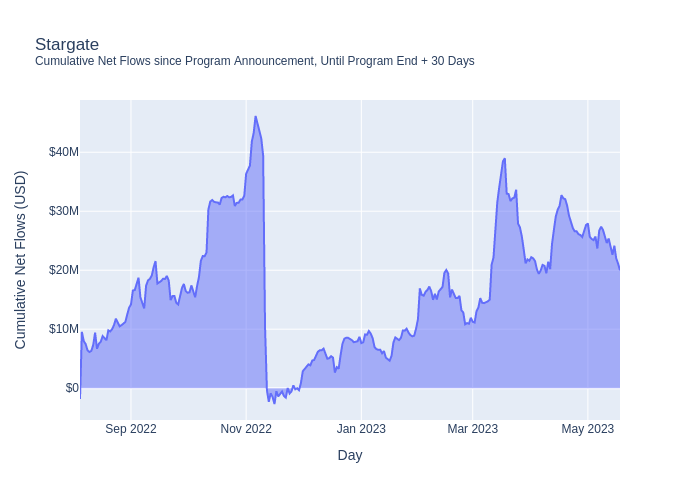 Stargate
Cumulative Net Flows since Program Announcement, Until Program End + 30 Days
Cumulative Net Flows (USD)
$40M
$30M
$20M
$10M
$0
Sep 2022
Nov 2022
Jan 2023
Mar 2023
May 2023
Day